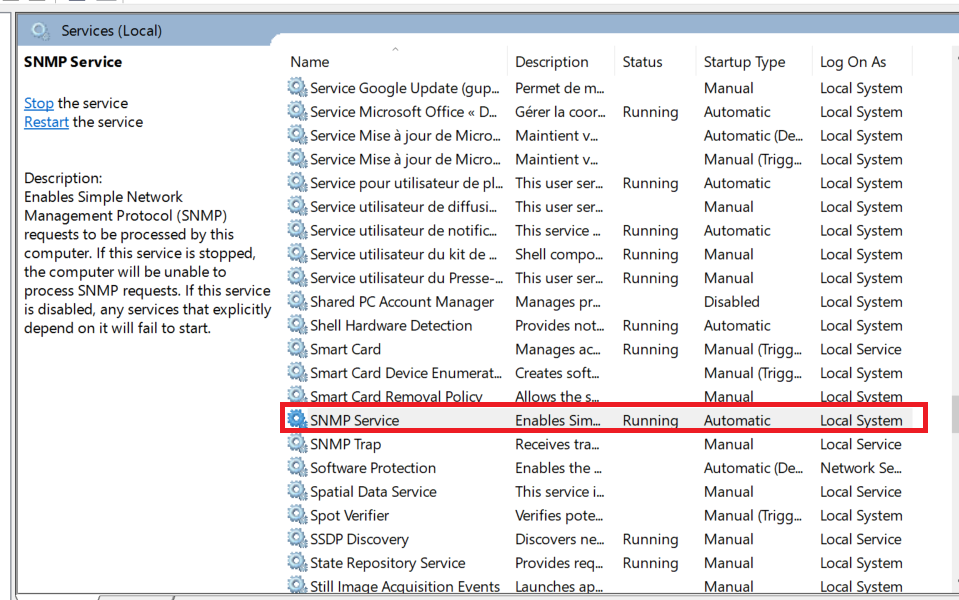 Services (Local)
SNMP Service
Stop the service
Restart the service
Description:
Enables Simple Network
Management Protocol (SNMP)
requests to be processed by this
computer. If this service is stopped,
the computer will be unable to
process SNMP requests. If this service
is disabled, any services that explicitly
depend on it will fail to start.
Name Description Status Startup Type Log On As
Service Google Update (gup... Permet de m... Manual Local System
Service Microsoft Office « D... Gérer la coor... Running Automatic Local System
Service Mise à jour de Micro... Maintient v... Automatic (De... Local System
Service Mise à jour de Micro... Maintient v... Manual (Trigg... Local System
Service pour utilisateur de pl... This user ser... Running Automatic Local System
Service utilisateur de diffusi... This user ser... Manual Local System
Service utilisateur de notific... This service ... Running Automatic Local System
Service utilisateur du kit de ... Shell compo... Running Manual Local System
Service utilisateur du Presse-... This user ser... Running Manual Local System
Shared PC Account Manager Manages pr... Disabled Local System
Shell Hardware Detection Provides not... Running Automatic Local System
Smart Card Manages ac... Running Manual (Trigg... Local Service
Smart Card Device Enumerat... Creates soft... Manual (Trigg... Local System
Smart Card Removal Policy Allows the s... Manual Local System
SNMP Service Enables Sim... Running Automatic Local System
SNMP Trap Receives tra... Manual Local Service
Software Protection Enables the ... Automatic (De... Network Se...
Spatial Data Service This service i... Manual Local Service
Spot Verifier Verifies pote... Manual (Trigg... Local System
SSDP Discovery Discovers ne... Running Manual Local Service
State Repository Service Provides req... Running Manual Local System
Still Image Acquisition Events Launches ap... Manual Local System